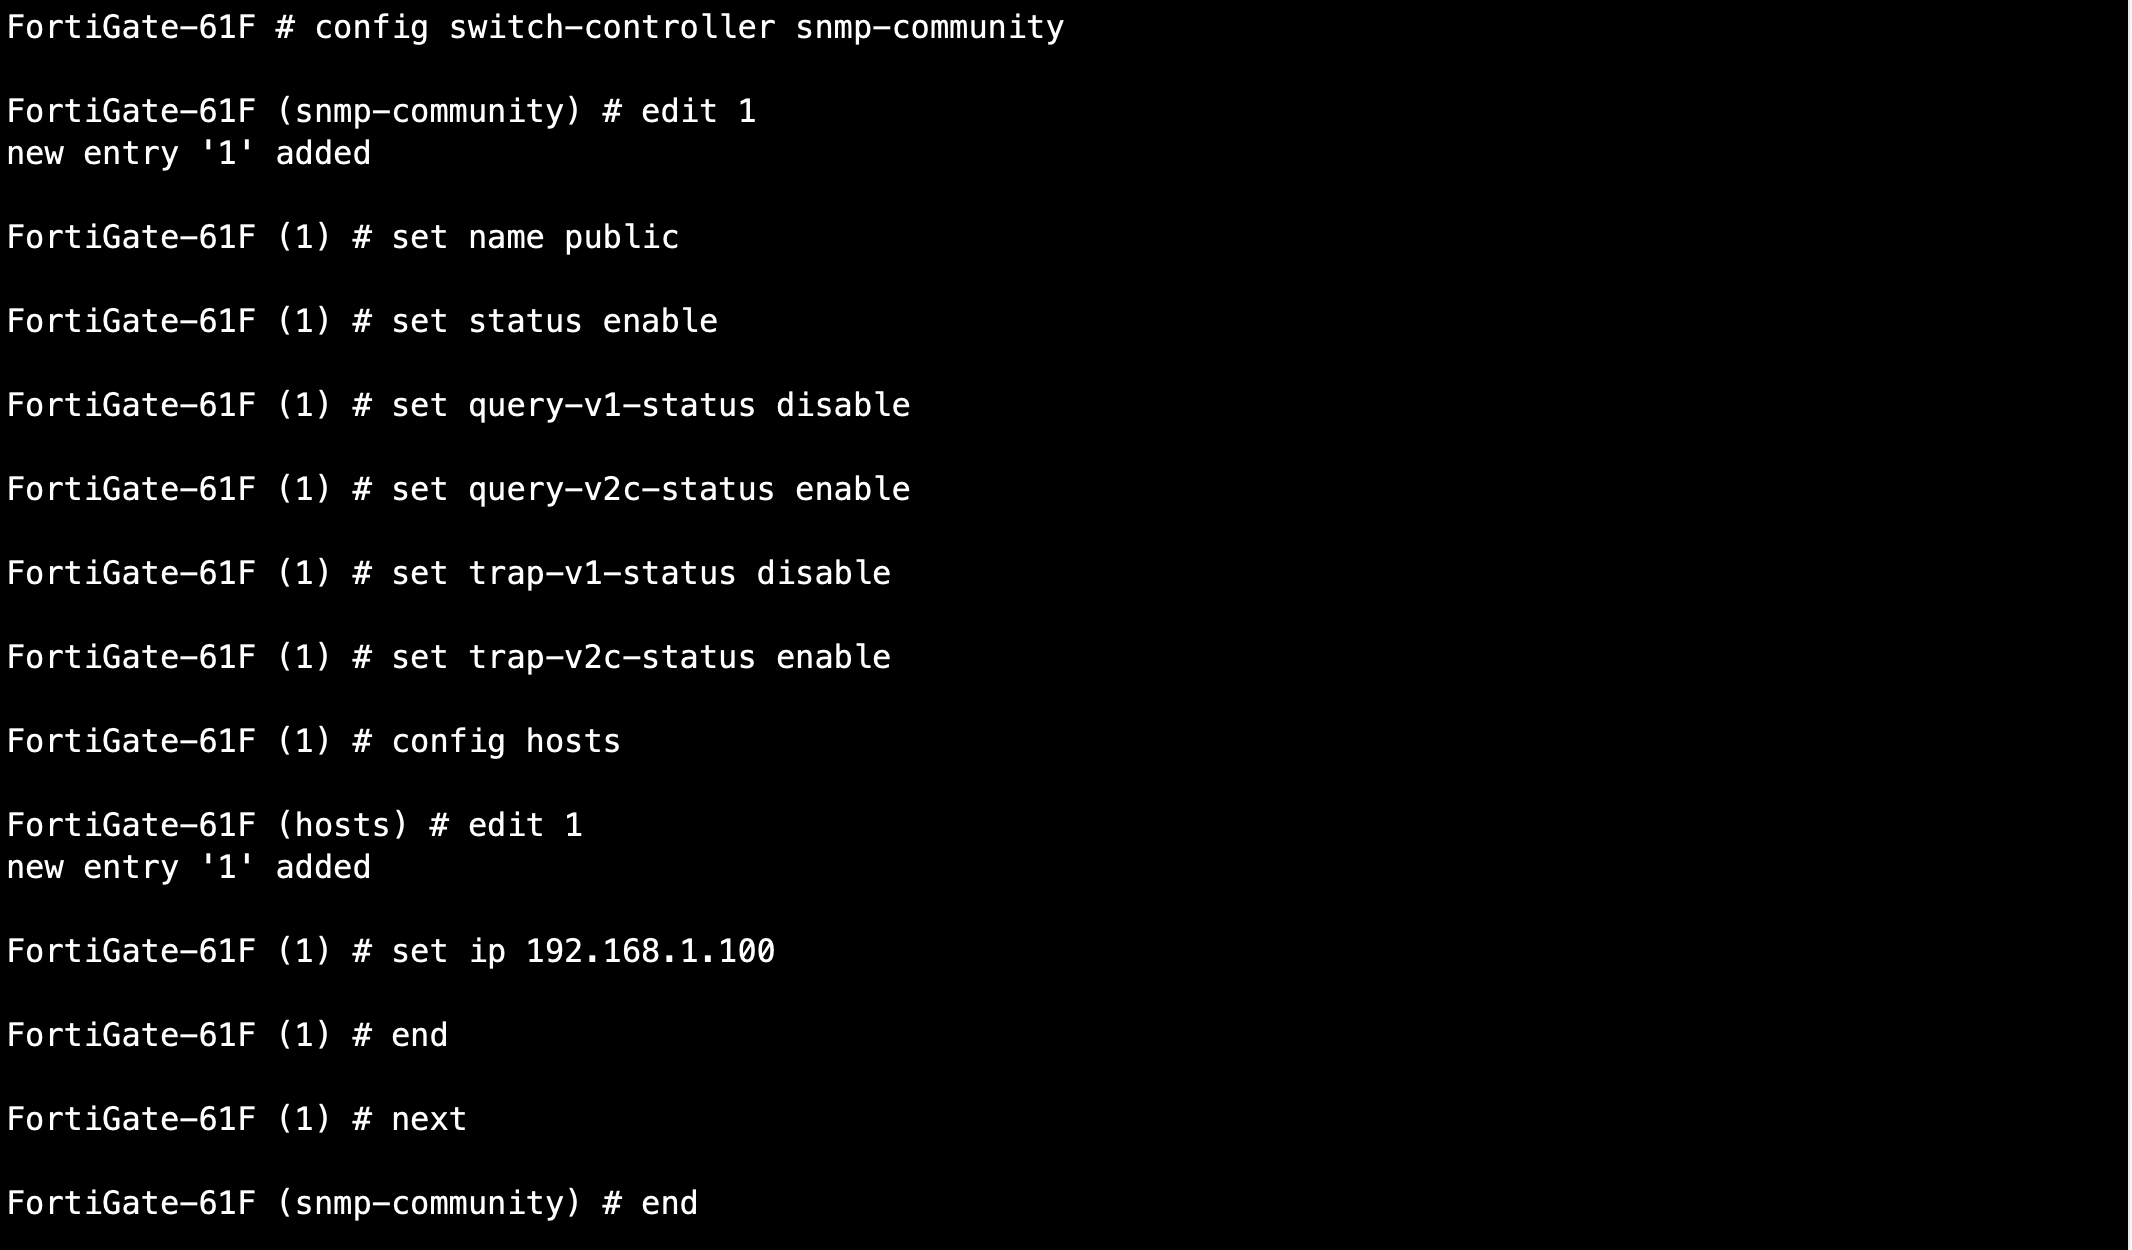 FortiGate-61F # config switch-controller snmp-community
FortiGate-61F (snmp-community) # edit 1
new entry '1' added
FortiGate-61F (1) # set name public
FortiGate-61F (1) # set status enable
FortiGate-61F (1) # set query-v1-status disable
FortiGate-61F (1) # set query-v2c-status enable
FortiGate-61F (1) # set trap-v1-status disable
FortiGate-61F (1) # set trap-v2c-status enable
FortiGate-61F (1) # config hosts
FortiGate-61F (hosts) # edit 1
new entry '1' added
FortiGate-61F (1) # set ip 192.168.1.100
FortiGate-61F (1) # end
FortiGate-61F (1) # next
FortiGate-61F (snmp-community) # end